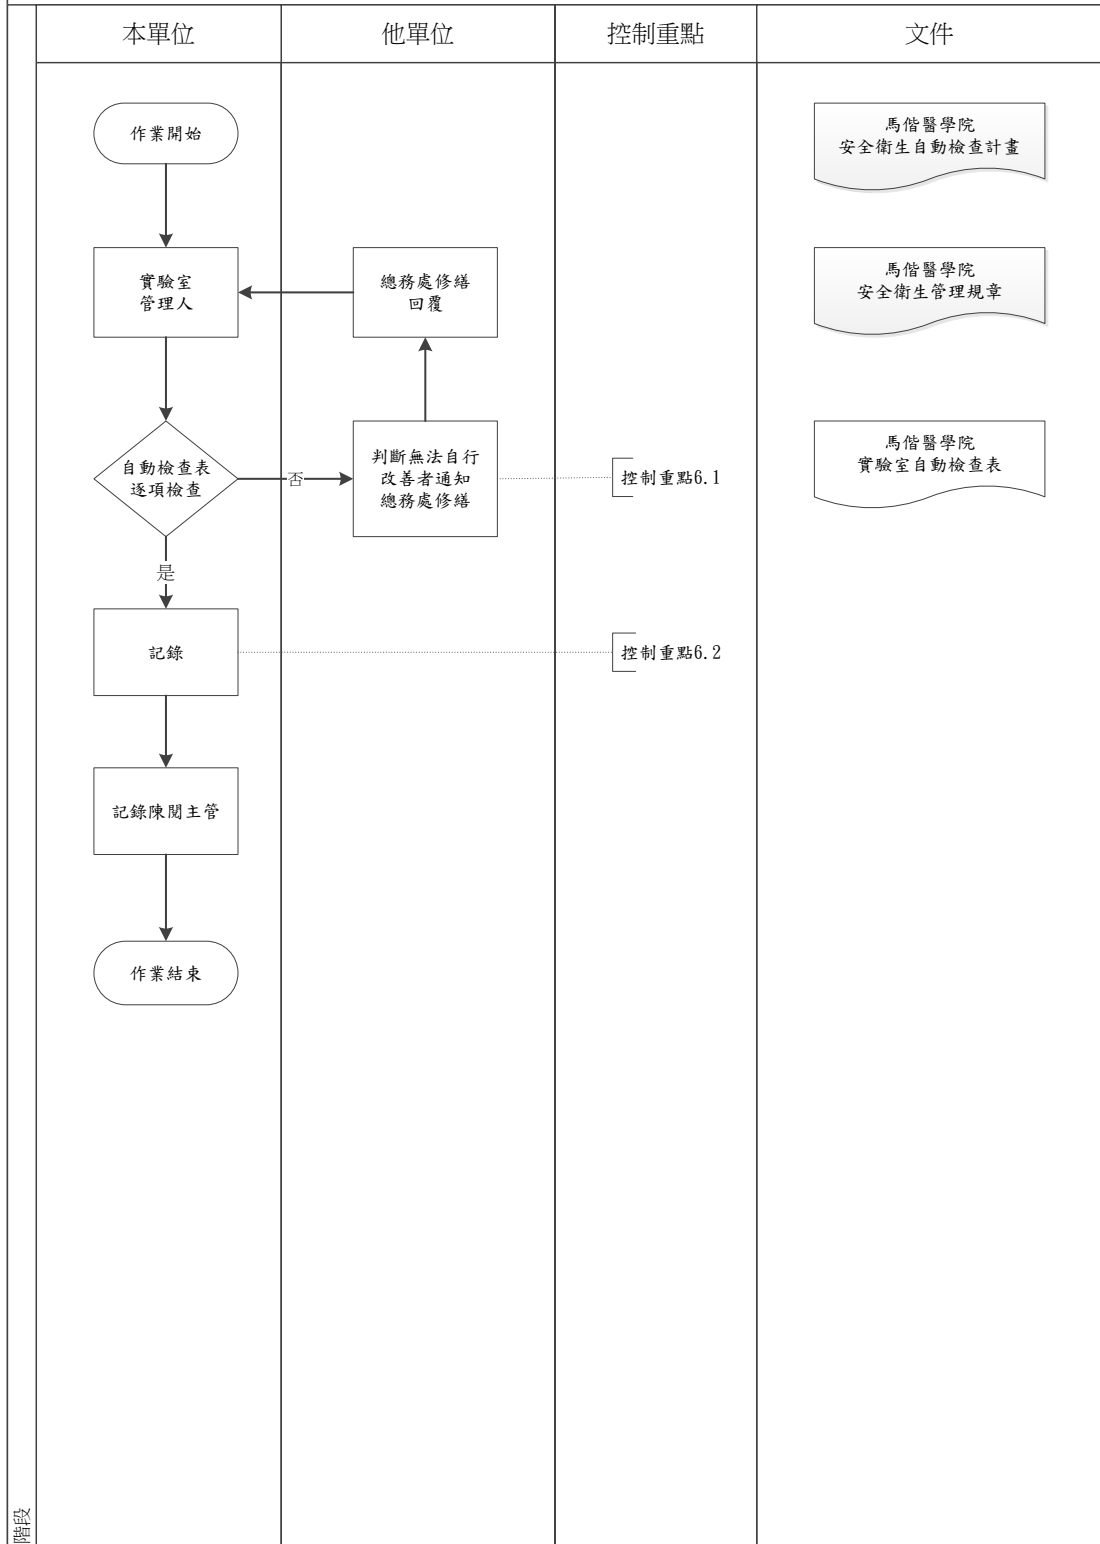 本單位
他單位
控制重點
文件
作業開始
馬偕醫學院
安全衛生自動檢查計畫
實驗室
管理人
總務處修繕
回覆
馬偕醫學院
安全衛生管理規章
自動檢查表
逐項檢查
否
判斷無法自行
改善者通知
總務處修繕
控制重點6.1
馬偕醫學院
實驗室自動檢查表
是
記錄
控制重點6.2
記錄陳閱主管
作業結束
階段